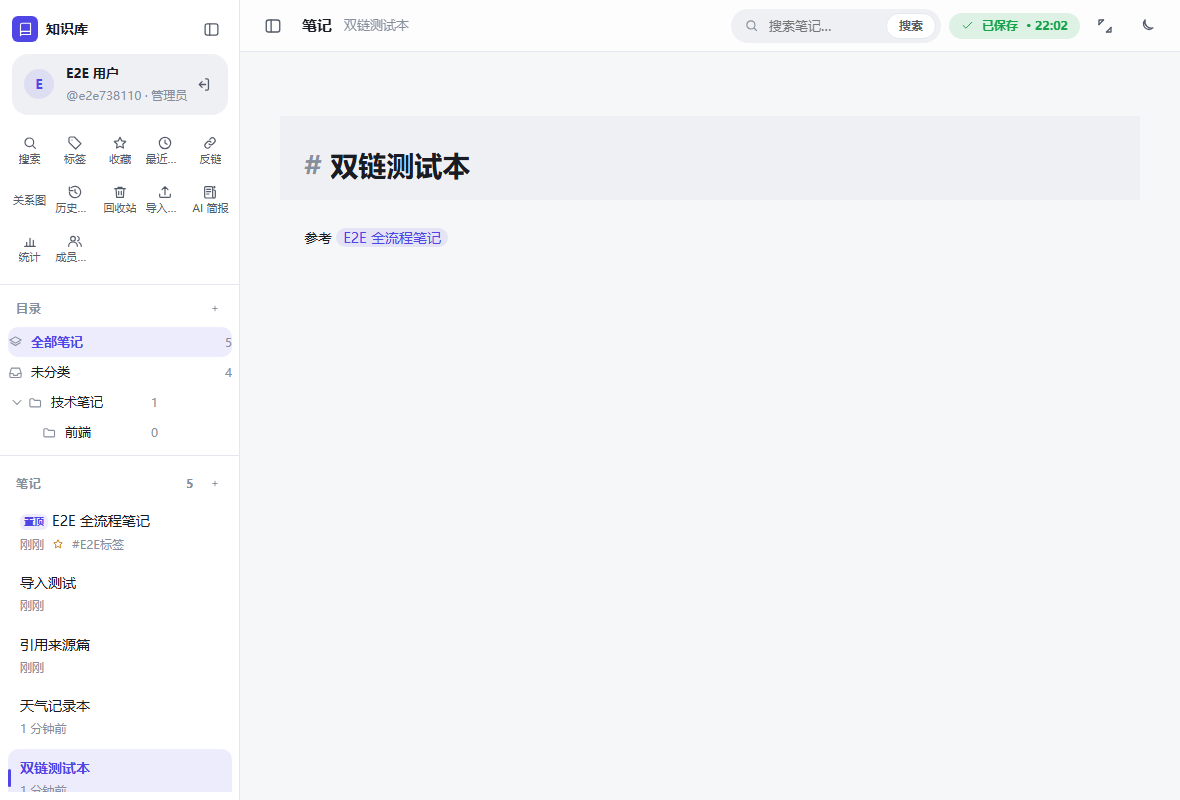 知识库
E
E2E 用户
@e2e738110 · 管理员
搜索
标签
收藏
最近...
反链
关系图
历史...
回收站
导入...
AI 简报
统计
成员...
目录 +
全部笔记 5
未分类 4
技术笔记 1
前端 0
笔记 5 +
置顶 E2E 全流程笔记
刚刚 #E2E标签
导入测试
刚刚
引用来源篇
刚刚
天气记录本
1 分钟前
双链测试本
1 分钟前
笔记 双链测试本
搜索笔记... 搜索
已保存 • 22:02
# 双链测试本
参考 E2E 全流程笔记